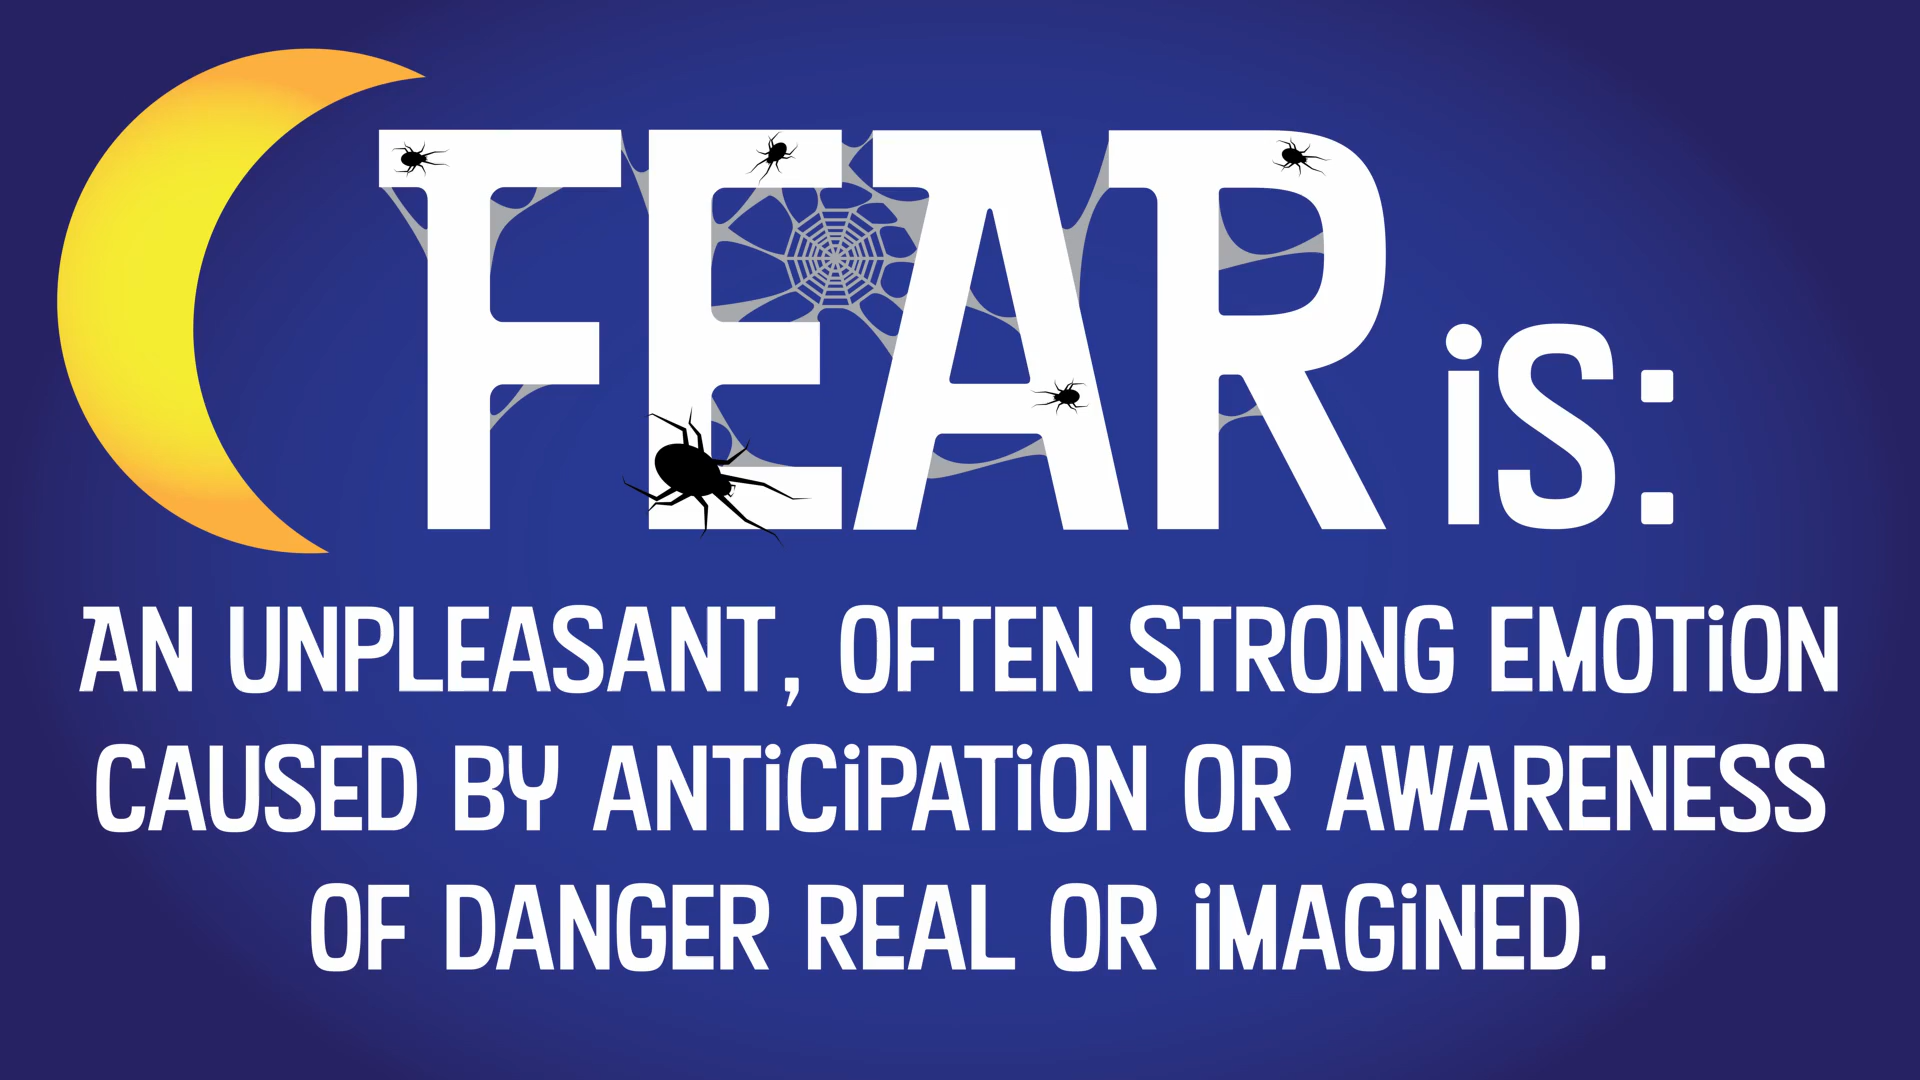 FEAR iS:
AN UNPLEASANT, OFTEN STRONG EMOTiON
CAUSED BY ANTiCiPATiON OR AWARENESS
OF DANGER REAL OR iMAGiNED.